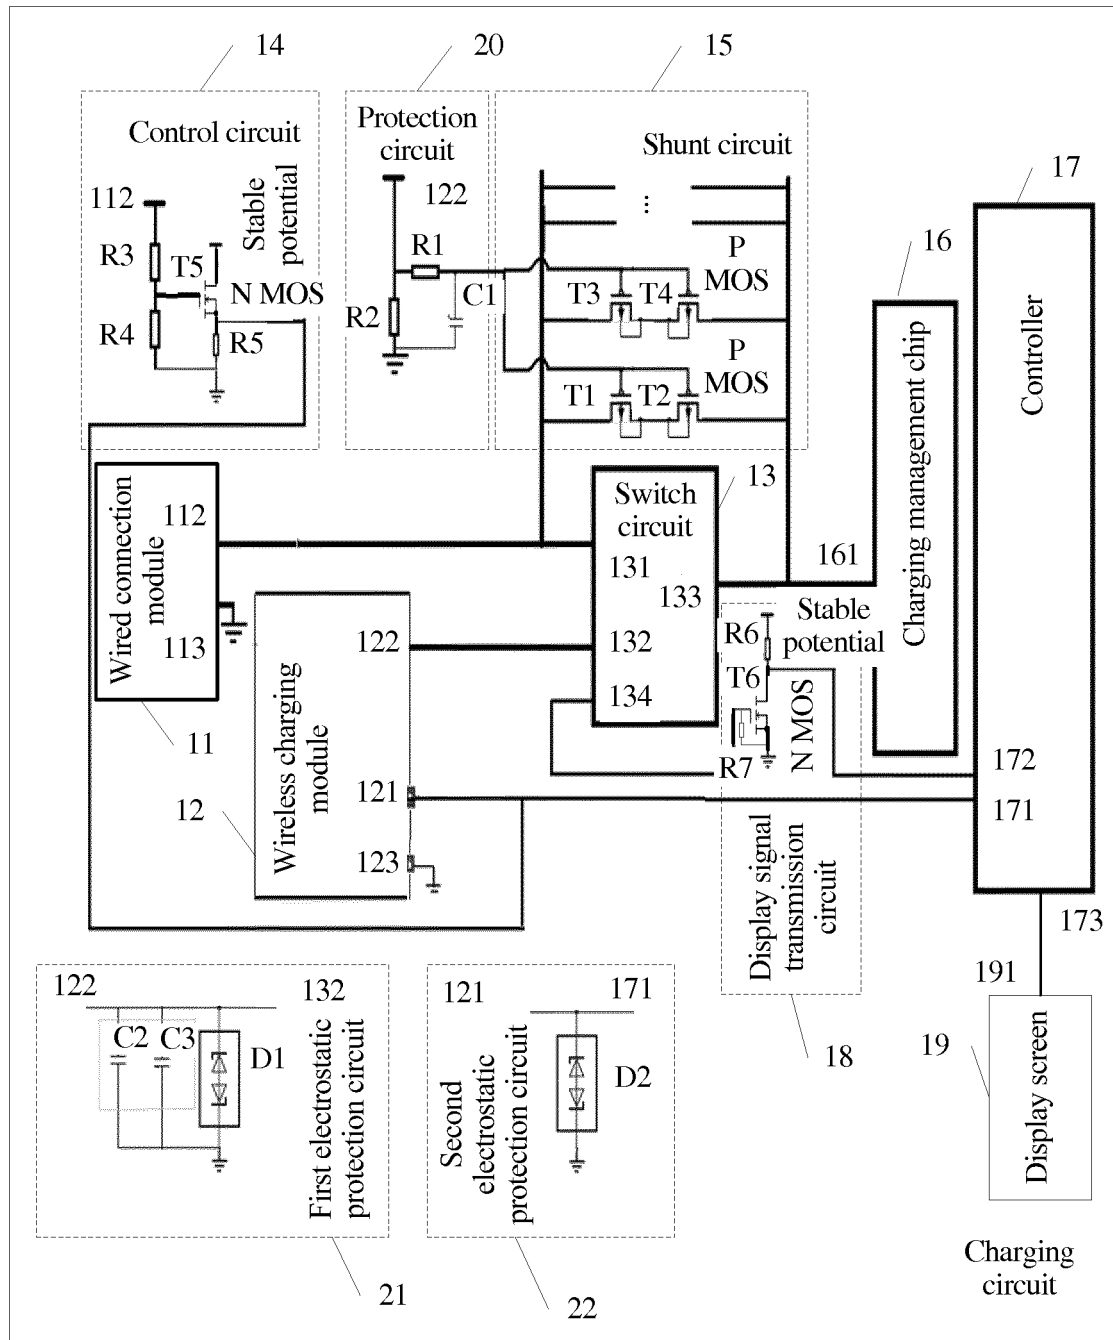 14
20
15
Control circuit
Protection
circuit
Shunt circuit
17
112
Stable
potential
122
...
R3
T5
R1
P
MOS
16
N MOS
C1
T3
T4
R4
R5
R2
P
MOS
T1
T2
Controller
Charging management chip
13
Switch
circuit
112
Wired connection
module
131
161
133
113
Stable
potential
122
132
R6
T6
134
N MOS
11
R7
Wireless charging
module
172
121
171
12
123
Display signal
transmission
circuit
173
191
122
132
121
171
C2
C3
D1
D2
18
19
First electrostatic
protection circuit
Second
electrostatic
protection circuit
Display screen
Charging
circuit
21
22